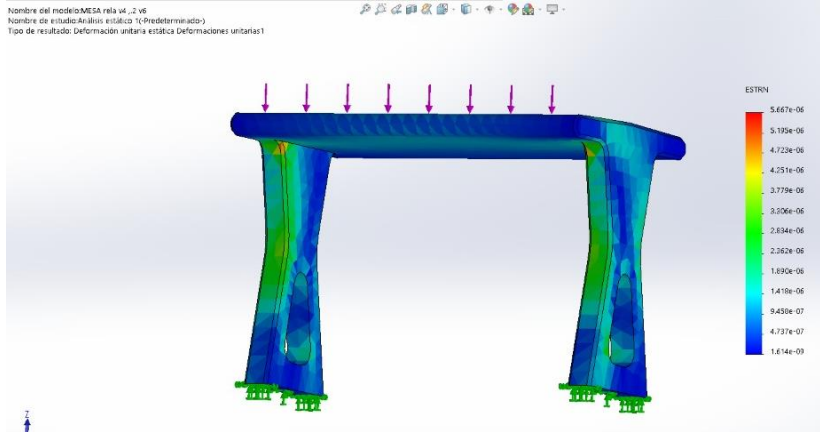 Nombre del modelo:MESA rela v4 ,.2 v6
Nombre de estudio:Análisis estático 1(-Predeterminado-)
Tipo de resultado: Deformación unitaria estática Deformaciones unitarias1
ESTRN
5.667e-06
5.195e-06
4.723e-06
4.251e-06
3.779e-06
3.306e-06
2.834e-06
2.362e-06
1.890e-06
1.418e-06
9.458e-07
4.737e-07
1.614e-09
Z